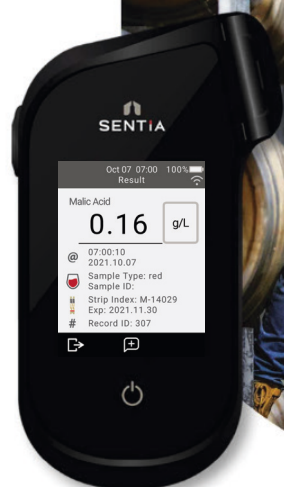 SENTIA
Oct 07 07:00 100%
Result
Malic Acid
0.16 g/L
@ 07:00:10
2021.10.07
Sample Type: red
Sample ID:
Strip Index: M-14029
Exp: 2021.11.30
# Record ID: 307